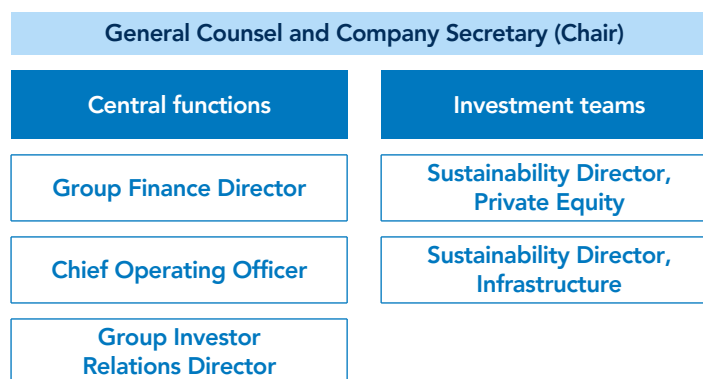 General Counsel and Company Secretary (Chair)
Central functions
Investment teams
Group Finance Director
Sustainability Director,
Private Equity
Chief Operating Officer
Sustainability Director,
Infrastructure
Group Investor
Relations Director